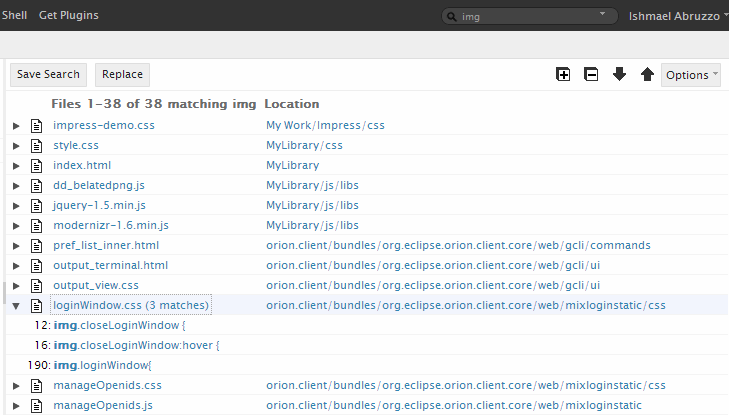 Shell Get Plugins img Ishmael Abruzzo
Save Search Replace Options
Files 1-38 of 38 matching img Location
impress-demo.css My Work/Impress/css
style.css MyLibrary/css
index.html MyLibrary
dd_belatedpng.js MyLibrary/js/libs
jquery-1.5.min.js MyLibrary/js/libs
modernizr-1.6.min.js MyLibrary/js/libs
pref_list_inner.html orion.client/bundles/org.eclipse.orion.client.core/web/gcli/commands
output_terminal.html orion.client/bundles/org.eclipse.orion.client.core/web/gcli/ui
output_view.css orion.client/bundles/org.eclipse.orion.client.core/web/gcli/ui
loginWindow.css (3 matches) orion.client/bundles/org.eclipse.orion.client.core/web/mixloginstatic/css
12: img.closeLoginWindow {
16: img.closeLoginWindow:hover {
190: img.loginWindow{
manageOpenids.css orion.client/bundles/org.eclipse.orion.client.core/web/mixloginstatic/css
manageOpenids.js orion.client/bundles/org.eclipse.orion.client.core/web/mixloginstatic